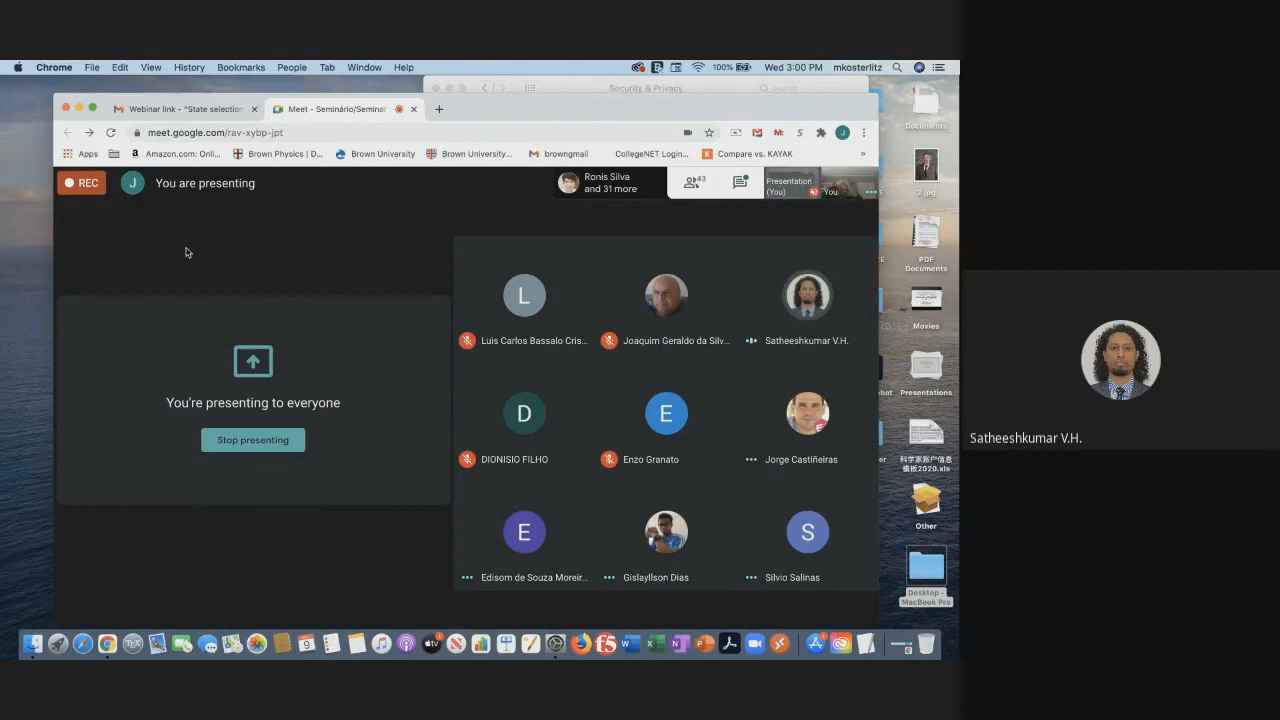 Chrome File Edit View History Bookmarks People Tab Window Help
100% Wed 3:00 PM mkosterlitz
Security & Privacy Search
Webinar link - "State selection
Meet - Seminário/Seminar
meet.google.com/rav-xybp-jpt
Apps Amazon.com: Onli... Brown Physics | D... Brown University Brown University... browngmail CollegeNET Login... Compare vs. KAYAK »
REC J You are presenting
Ronis Silva
and 31 more
43
Presentation
(You)
You
You're presenting to everyone
Stop presenting
L
Luis Carlos Bassalo Cris...
Joaquim Geraldo da Silv...
Satheeshkumar V.H.
D
E
DIONISIO FILHO
Enzo Granato
Jorge Castiñeiras
E
S
Edisom de Souza Moreir...
Gislayllson Dias
Silvio Salinas
Documents
2.jpg
PDF
Documents
Movies
Presentations
科学家账户信息
模板2020.xls
Other
Desktop -
MacBook Pro
Satheeshkumar V.H.